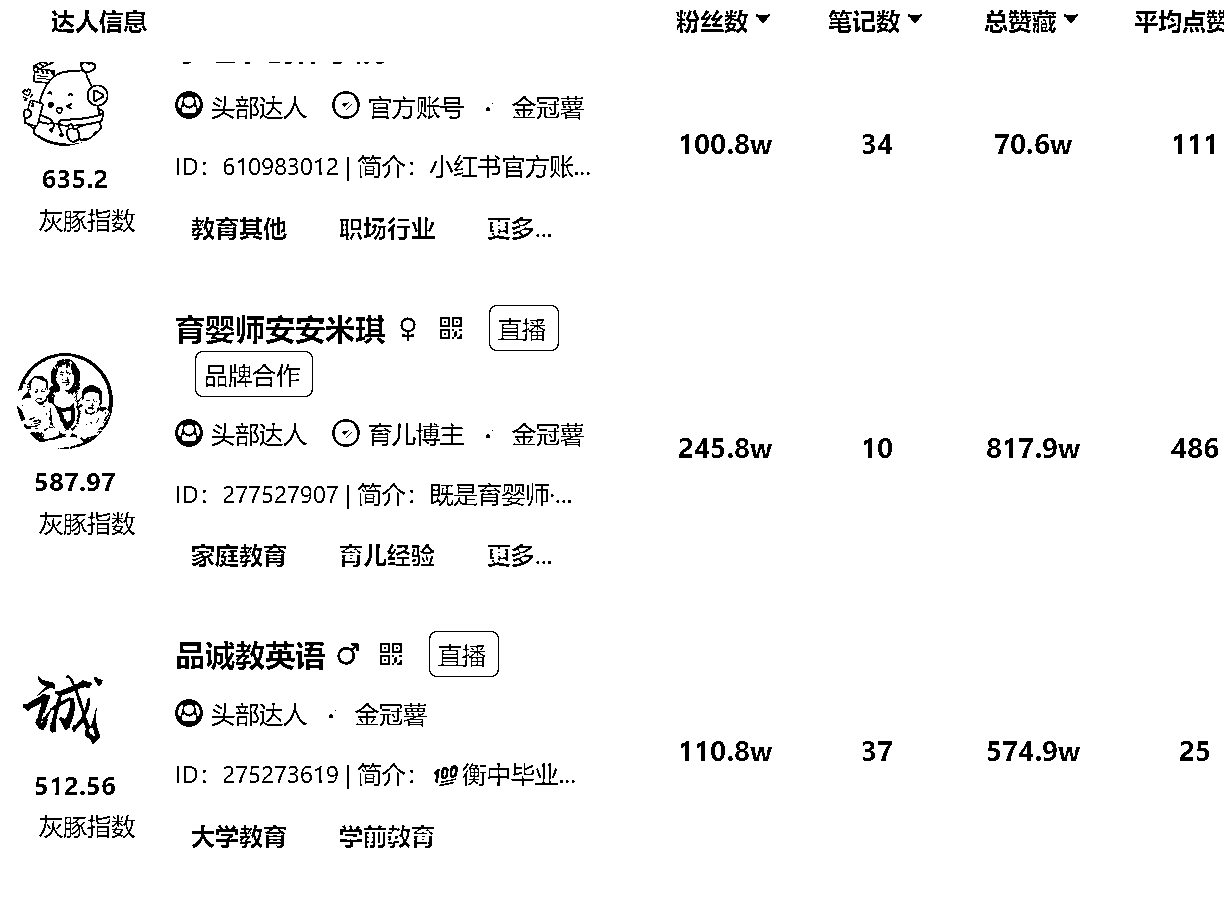 达人信息 粉丝数 笔记数 总赞藏 平均点赞
头部达人 官方账号 · 金冠薯
100.8w 34 70.6w 111
ID：610983012 | 简介：小红书官方账...
635.2
灰豚指数
教育其他 职场行业 更多...
育婴师安安米琪 ♀ 直播
品牌合作
头部达人 育儿博主 · 金冠薯
245.8w 10 817.9w 486
587.97
ID：277527907 | 简介：既是育婴师·...
灰豚指数
家庭教育 育儿经验 更多...
品诚教英语 ♂ 直播
诚
头部达人 · 金冠薯
110.8w 37 574.9w 25
ID：275273619 | 简介：💯衡中毕业...
512.56
灰豚指数
大学教育 学前教育